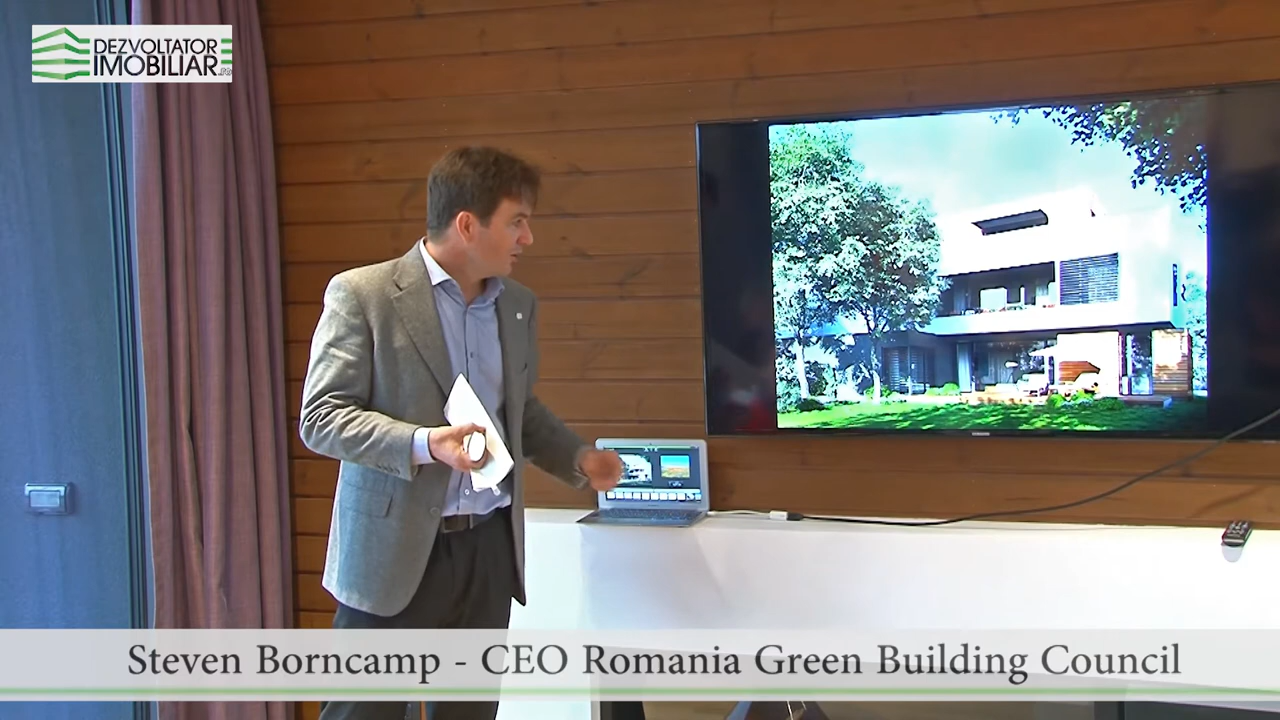 DEZVOLTATOR
IMOBILIAR.ro
Steven Borncamp - CEO Romania Green Building Council